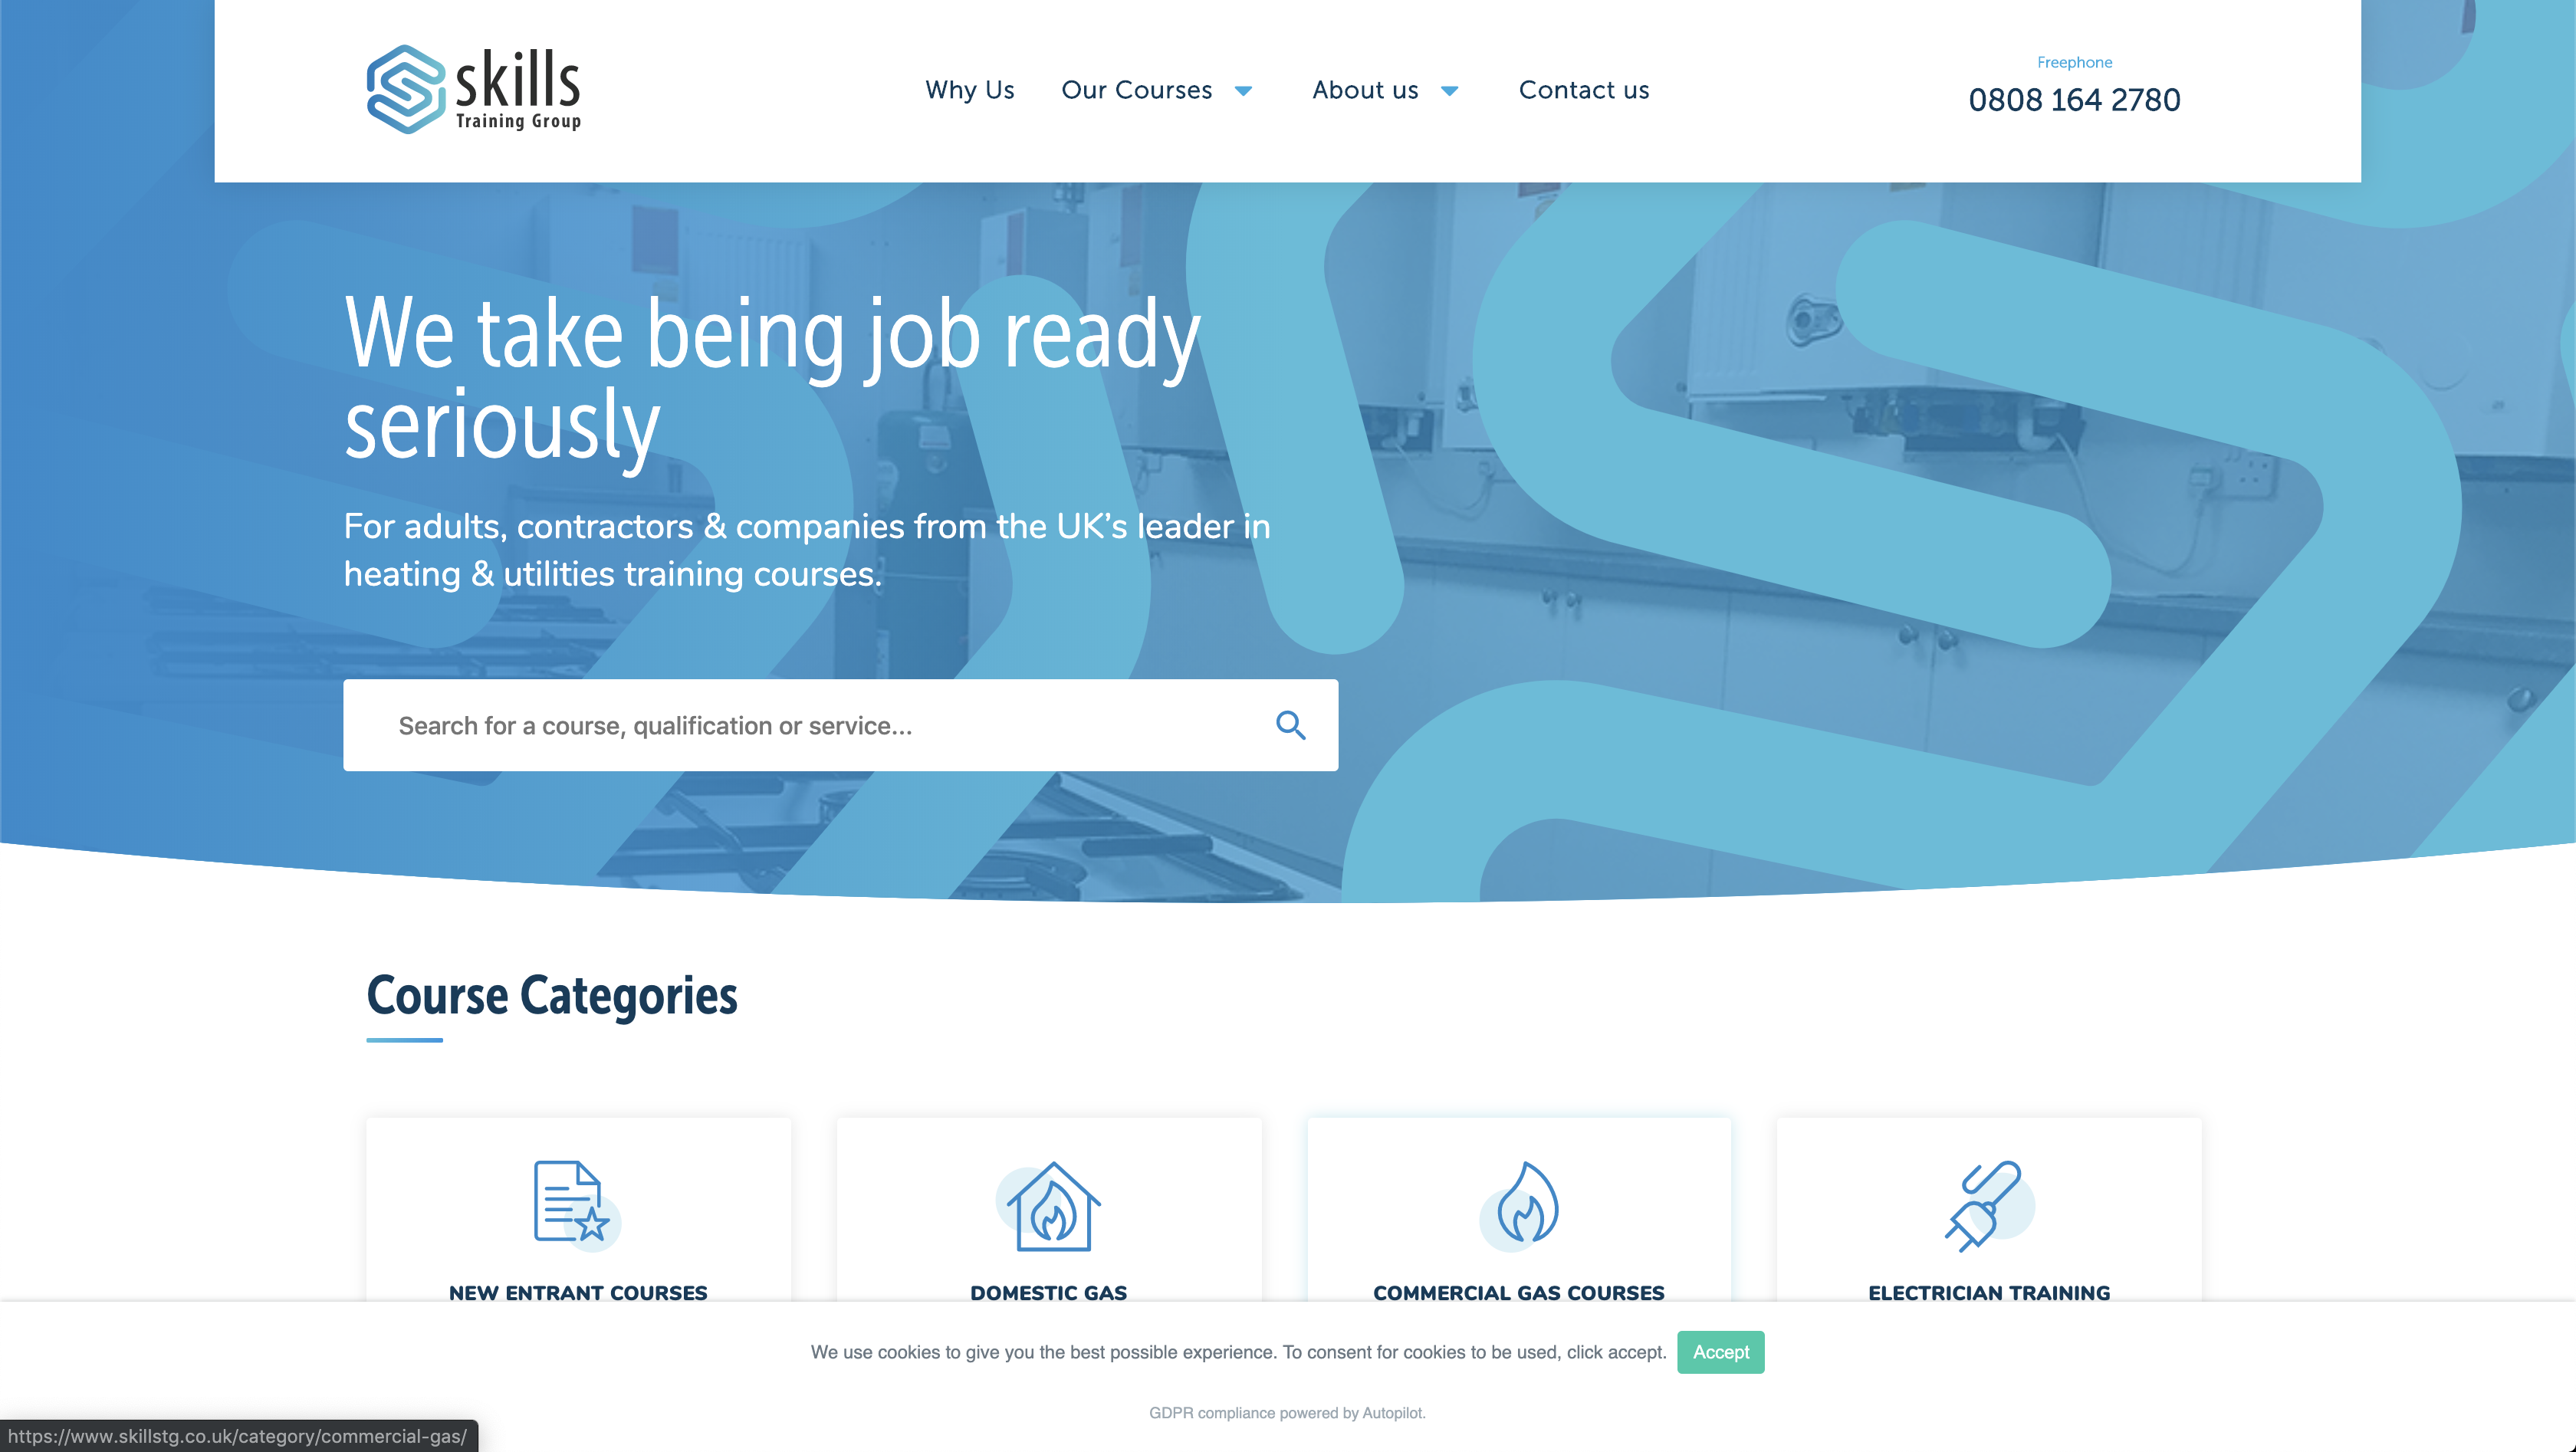 skills
Training Group
Why Us
Our Courses
About us
Contact us
Freephone
0808 164 2780
We take being job ready
seriously
For adults, contractors & companies from the UK’s leader in
heating & utilities training courses.
Search for a course, qualification or service...
Course Categories
NEW ENTRANT COURSES
DOMESTIC GAS
COMMERCIAL GAS COURSES
ELECTRICIAN TRAINING
We use cookies to give you the best possible experience. To consent for cookies to be used, click accept.
Accept
GDPR compliance powered by Autopilot.
https://www.skillstg.co.uk/category/commercial-gas/